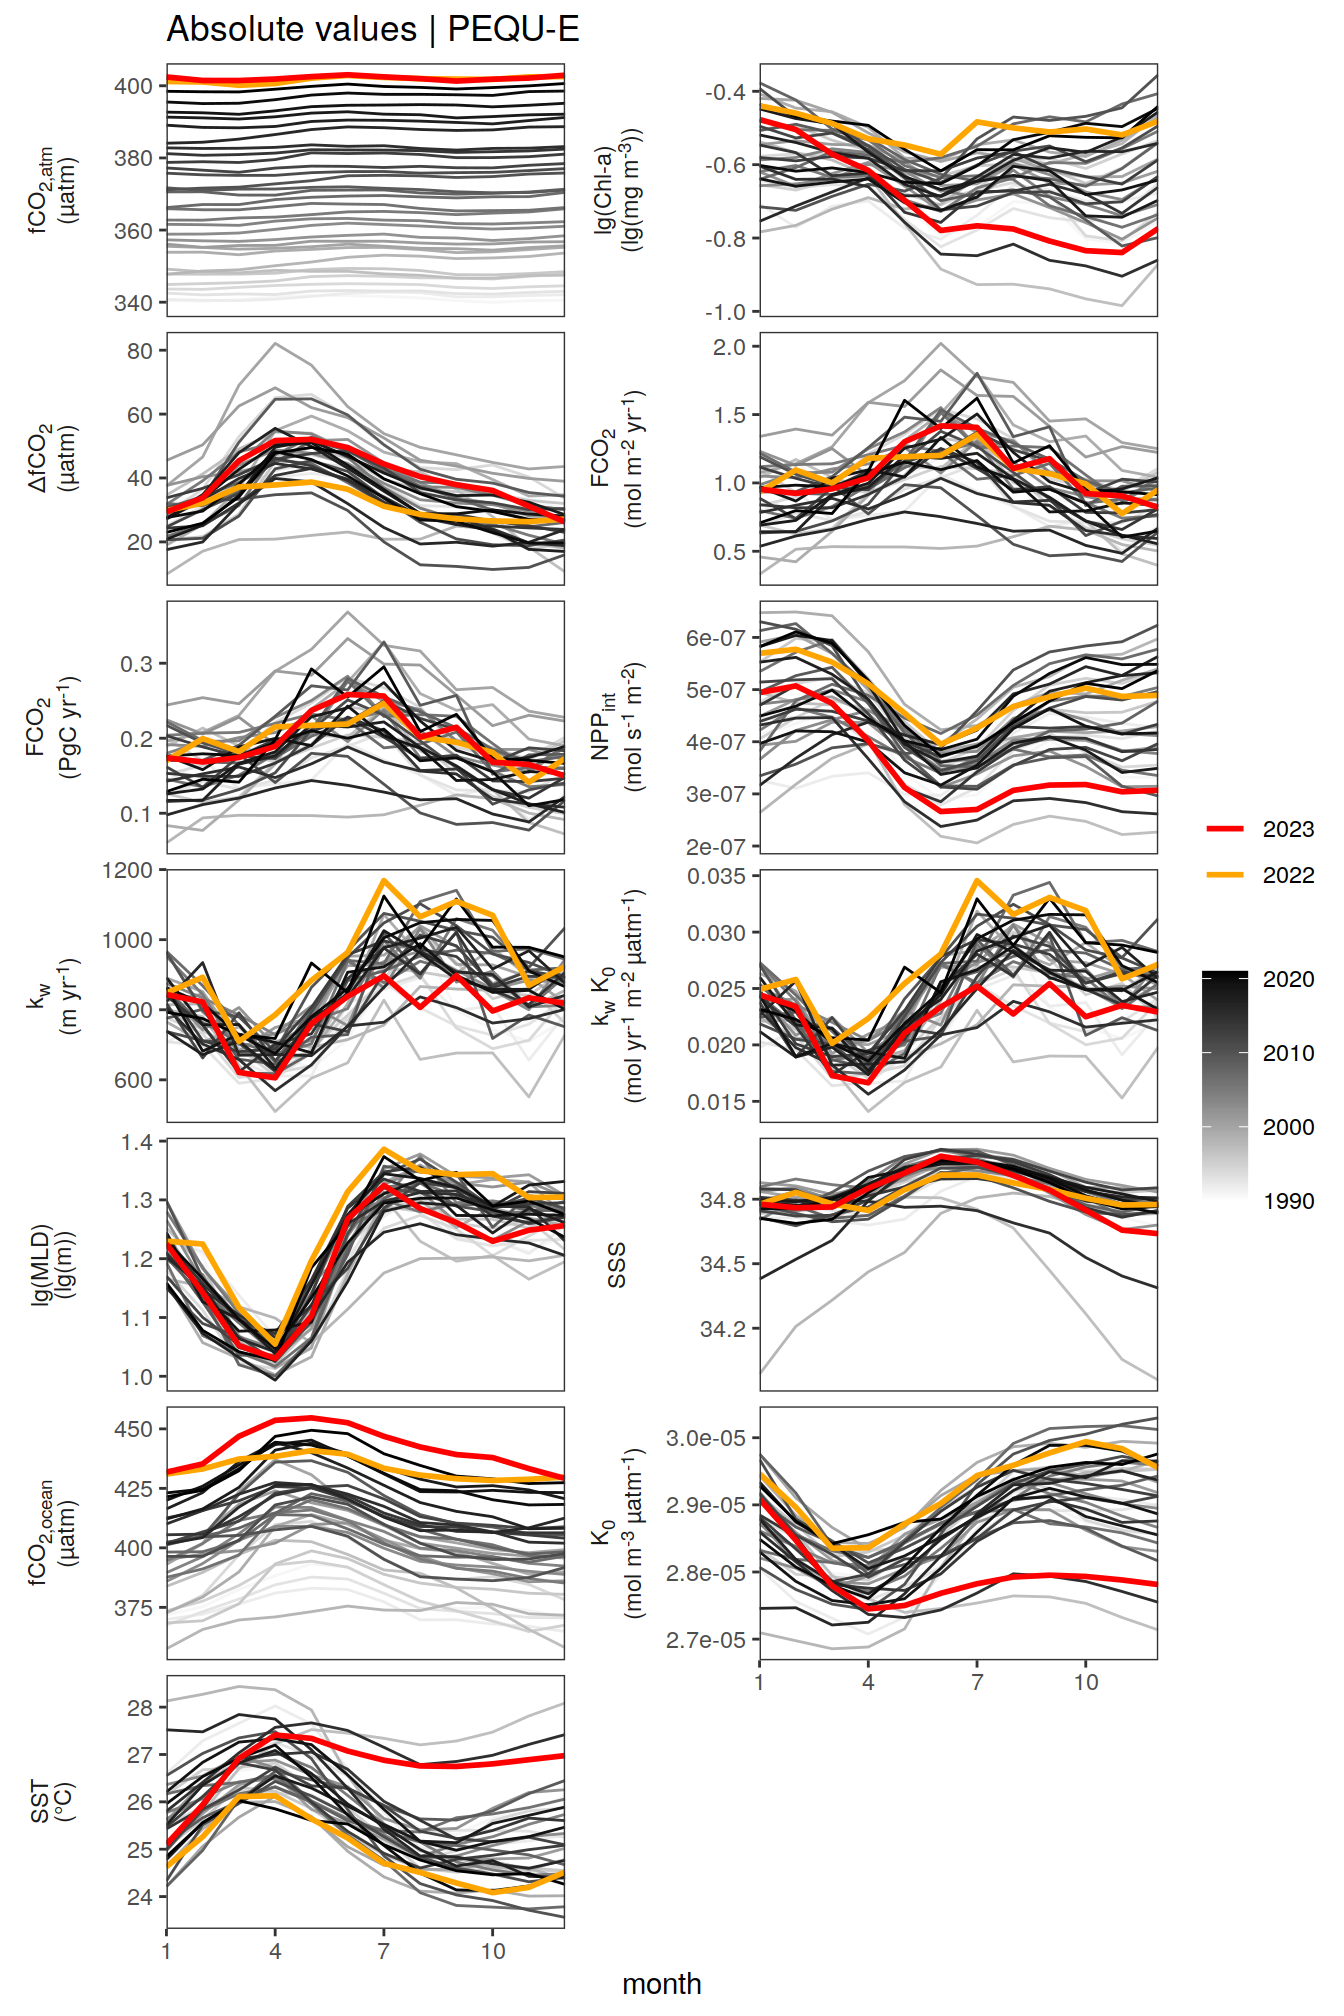 Absolute values | PEQU-E
fCO2,atm
(µatm)
400
380
360
340
lg(Chl-a)
(lg(mg m-3))
-0.4
-0.6
-0.8
-1.0
ΔfCO2
(µatm)
80
60
40
20
FCO2
(mol m-2 yr-1)
2.0
1.5
1.0
0.5
FCO2
(PgC yr-1)
0.3
0.2
0.1
NPPint
(mol s-1 m-2)
6e-07
5e-07
4e-07
3e-07
2e-07
kw
(m yr-1)
1200
1000
800
600
kw K0
(mol yr-1 m-2 µatm-1)
0.035
0.030
0.025
0.020
0.015
lg(MLD)
(lg(m))
1.4
1.3
1.2
1.1
1.0
SSS
34.8
34.5
34.2
fCO2,ocean
(µatm)
450
425
400
375
K0
(mol m-3 µatm-1)
3.0e-05
2.9e-05
2.8e-05
2.7e-05
1 4 7 10
SST
(°C)
28
27
26
25
24
1 4 7 10
month
2023
2022
2020
2010
2000
1990